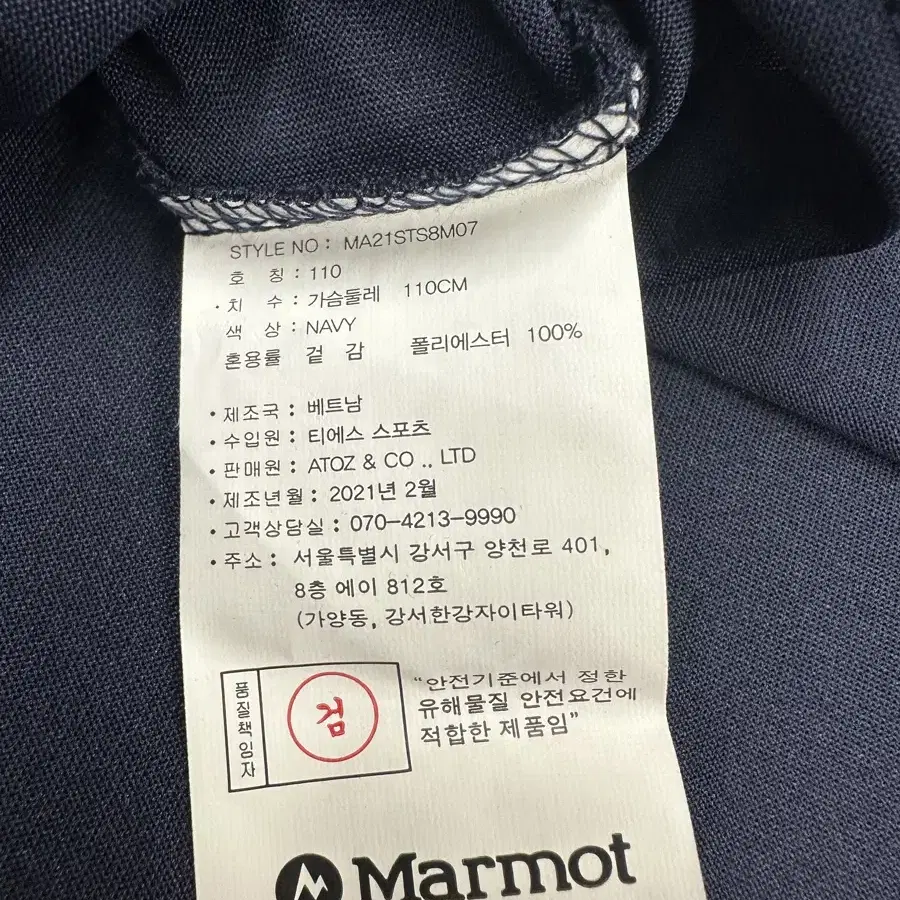 STYLE NO : MA21STS8M07
호 칭 : 110
· 치 수 : 가슴둘레 110CM
색 상 : NAVY
혼용률 겉 감 폴리에스터 100%
· 제조국 : 베트남
· 수입원 : 티에스 스포츠
· 판매원 : ATOZ & CO ., LTD
· 제조년월 : 2021년 2월
· 고객상담실 : 070-4213-9990
· 주소 : 서울특별시 강서구 양천로 401,
8층 에이 812호
(가양동, 강서한강자이타워)
품질책임자
검
“안전기준에서 정한
유해물질 안전요건에
적합한 제품임”
Marmot